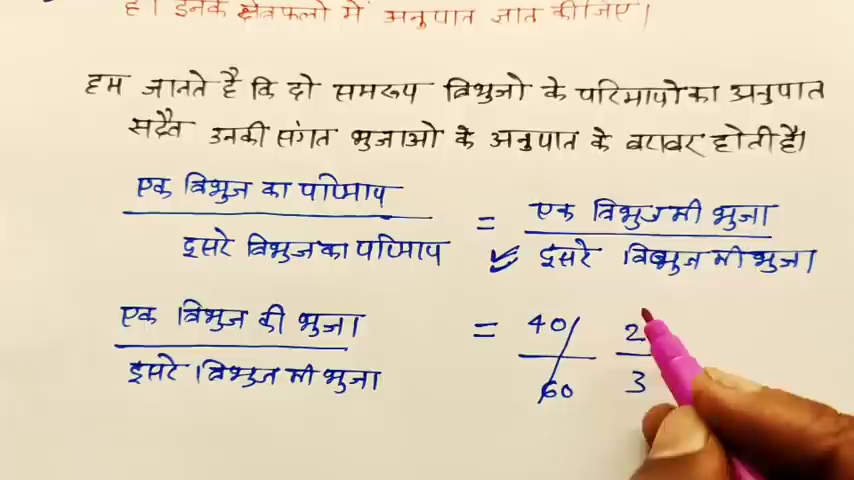 है। इनके क्षेत्रफलो में अनुपात ज्ञात कीजिए।
हम जानते है कि दो समरूप त्रिभुजो के परिमापो का अनुपात
सदैव उनकी संगत भुजाओ के अनुपात के बराबर होती है।
एक त्रिभुज का परिमाप / दूसरे त्रिभुज का परिमाप = एक त्रिभुज की भुजा / दूसरे त्रिभुज की भुजा
एक त्रिभुज की भुजा / दूसरे त्रिभुज की भुजा = 40/60 2/3